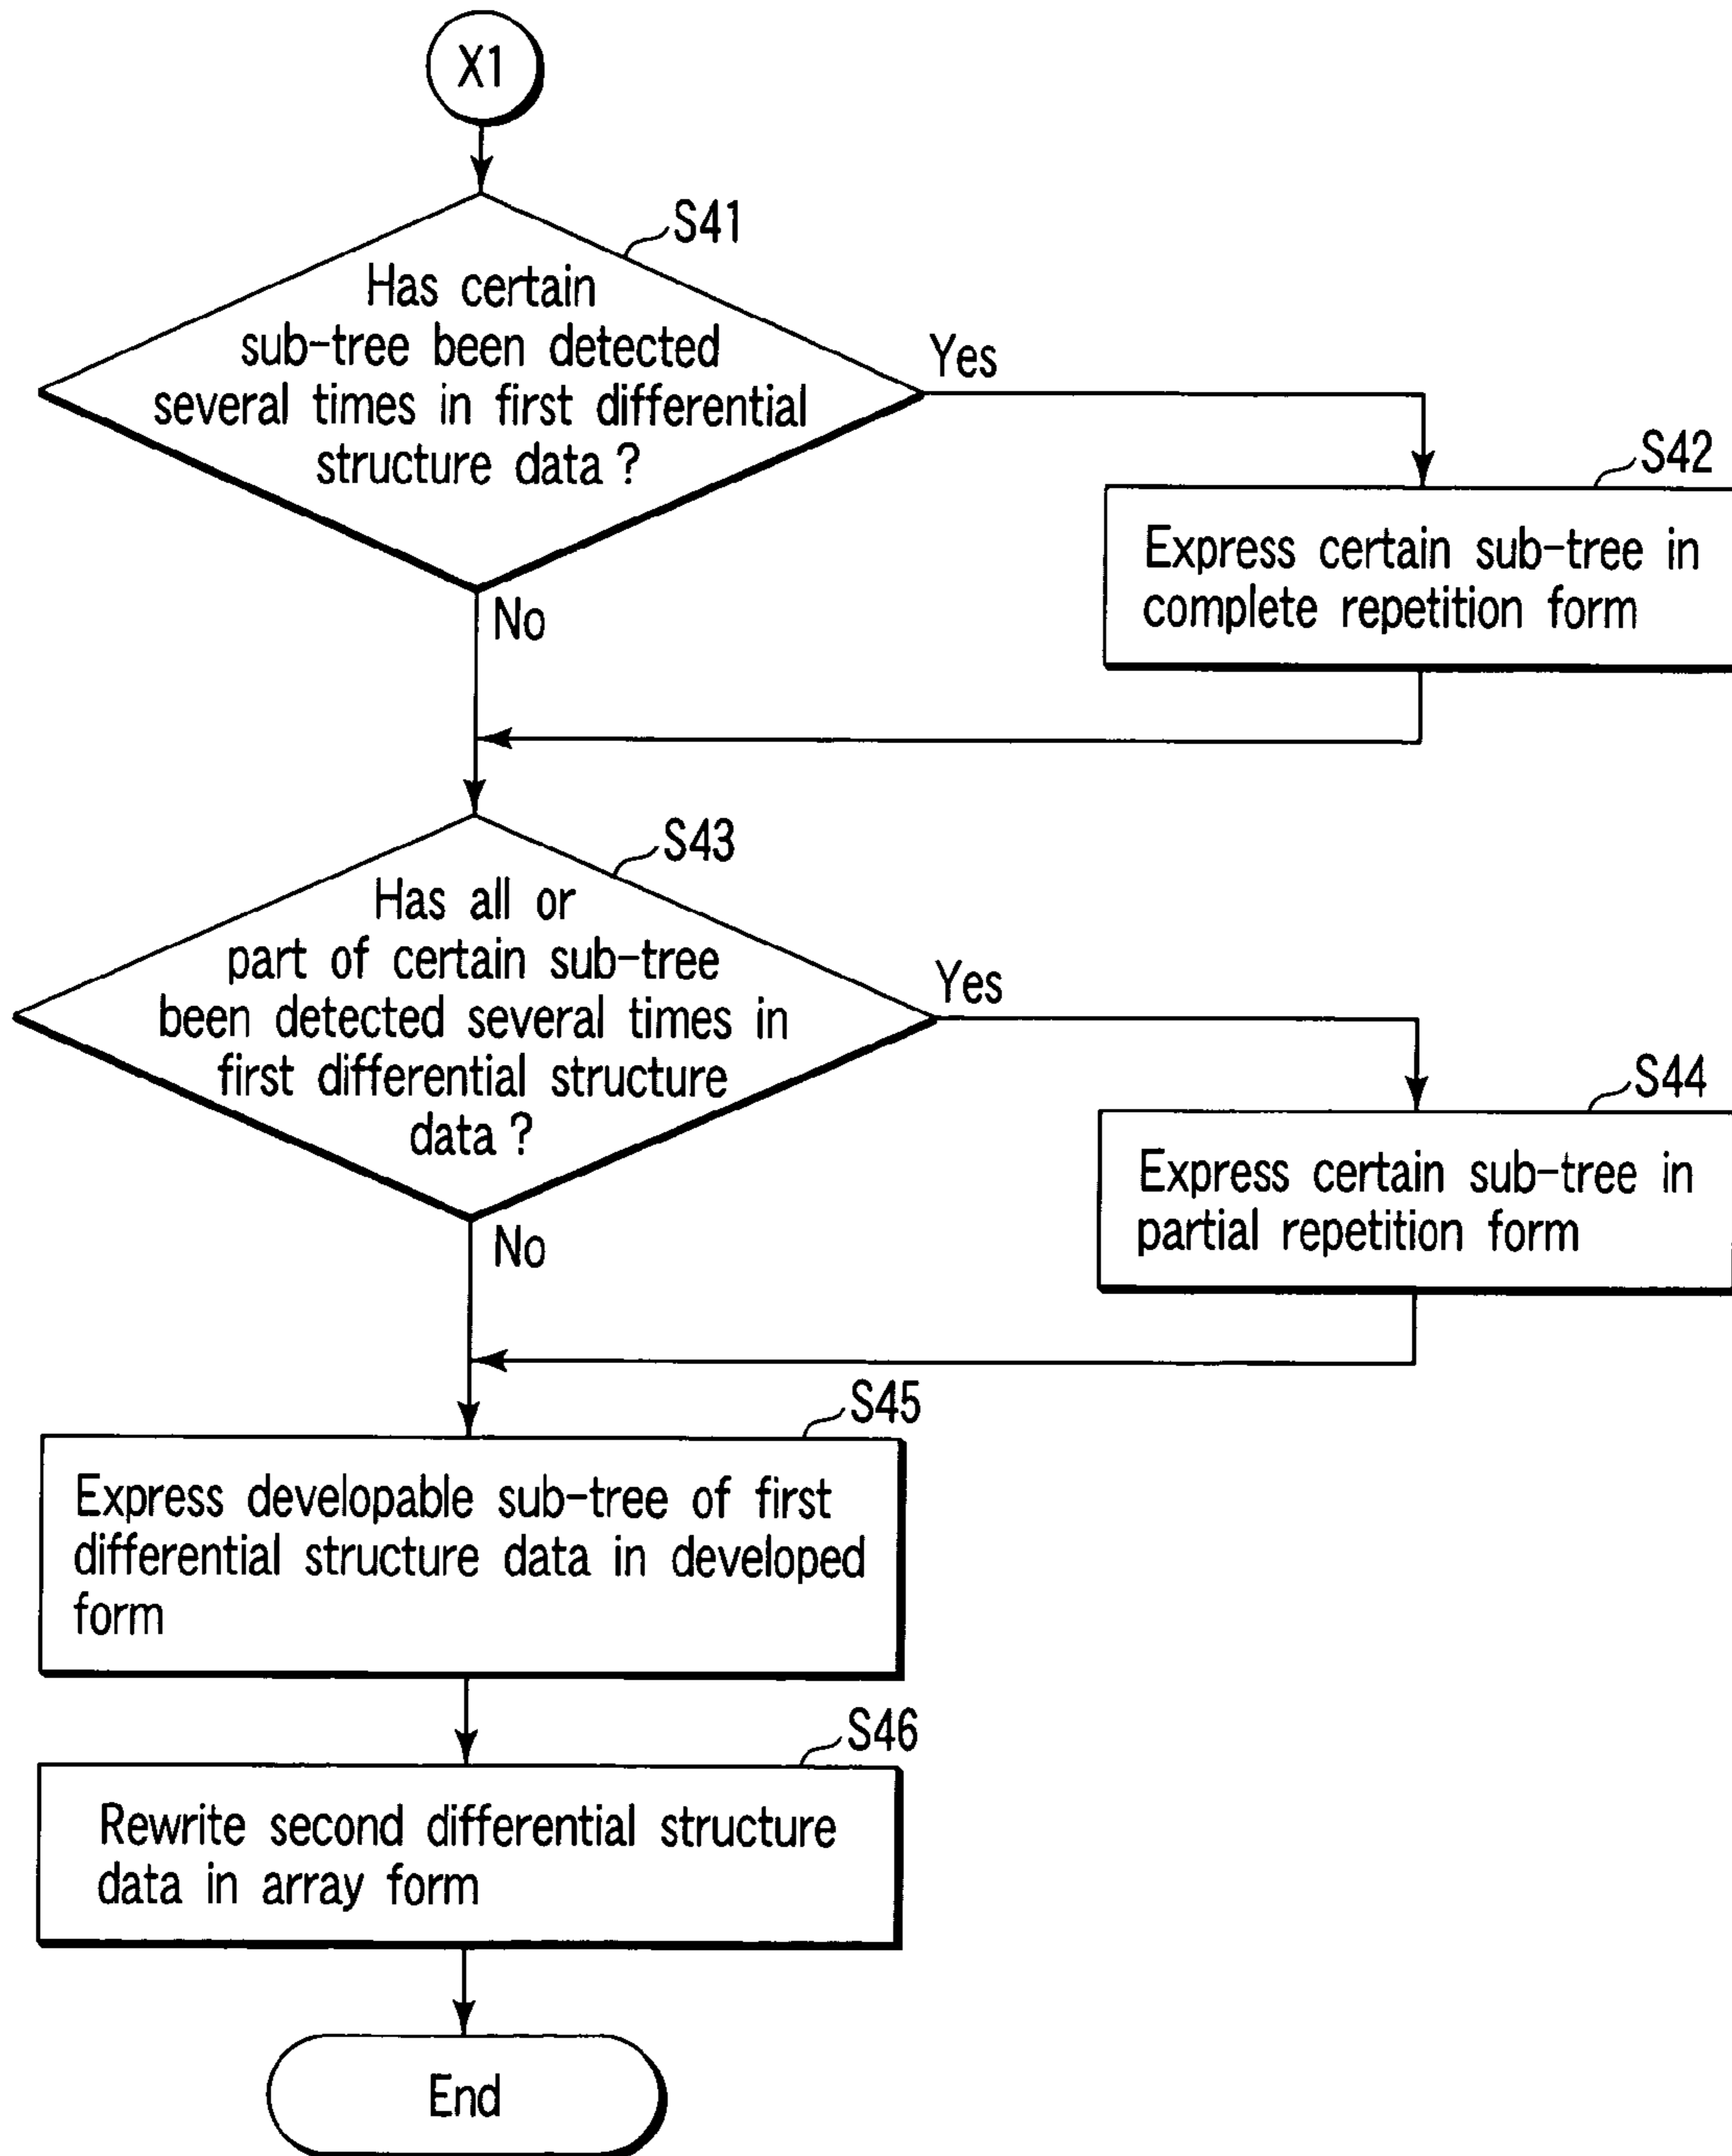 X1
S41
Has certain
sub-tree been detected
several times in first differential
structure data ?
Yes
No
S42
Express certain sub-tree in
complete repetition form
S43
Has all or
part of certain sub-tree
been detected several times in
first differential structure
data ?
Yes
No
S44
Express certain sub-tree in
partial repetition form
S45
Express developable sub-tree of first
differential structure data in developed
form
S46
Rewrite second differential structure
data in array form
End